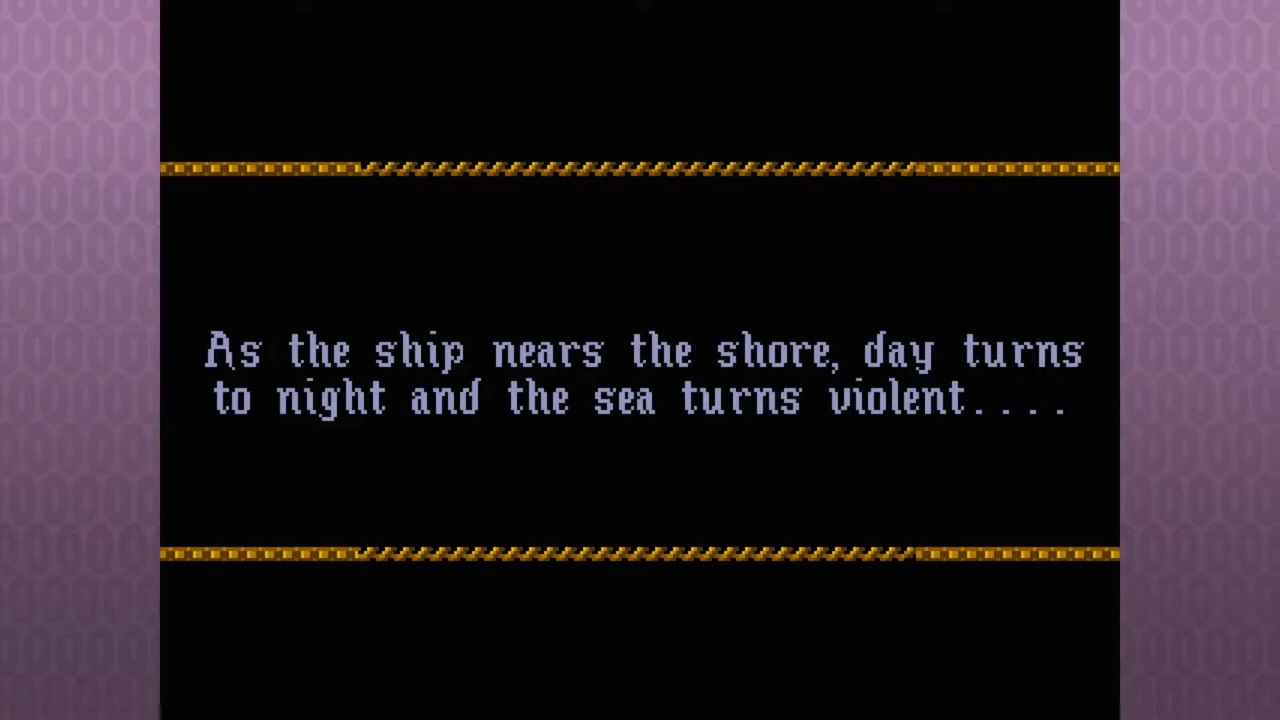 As the ship nears the shore, day turns
to night and the sea turns violent....